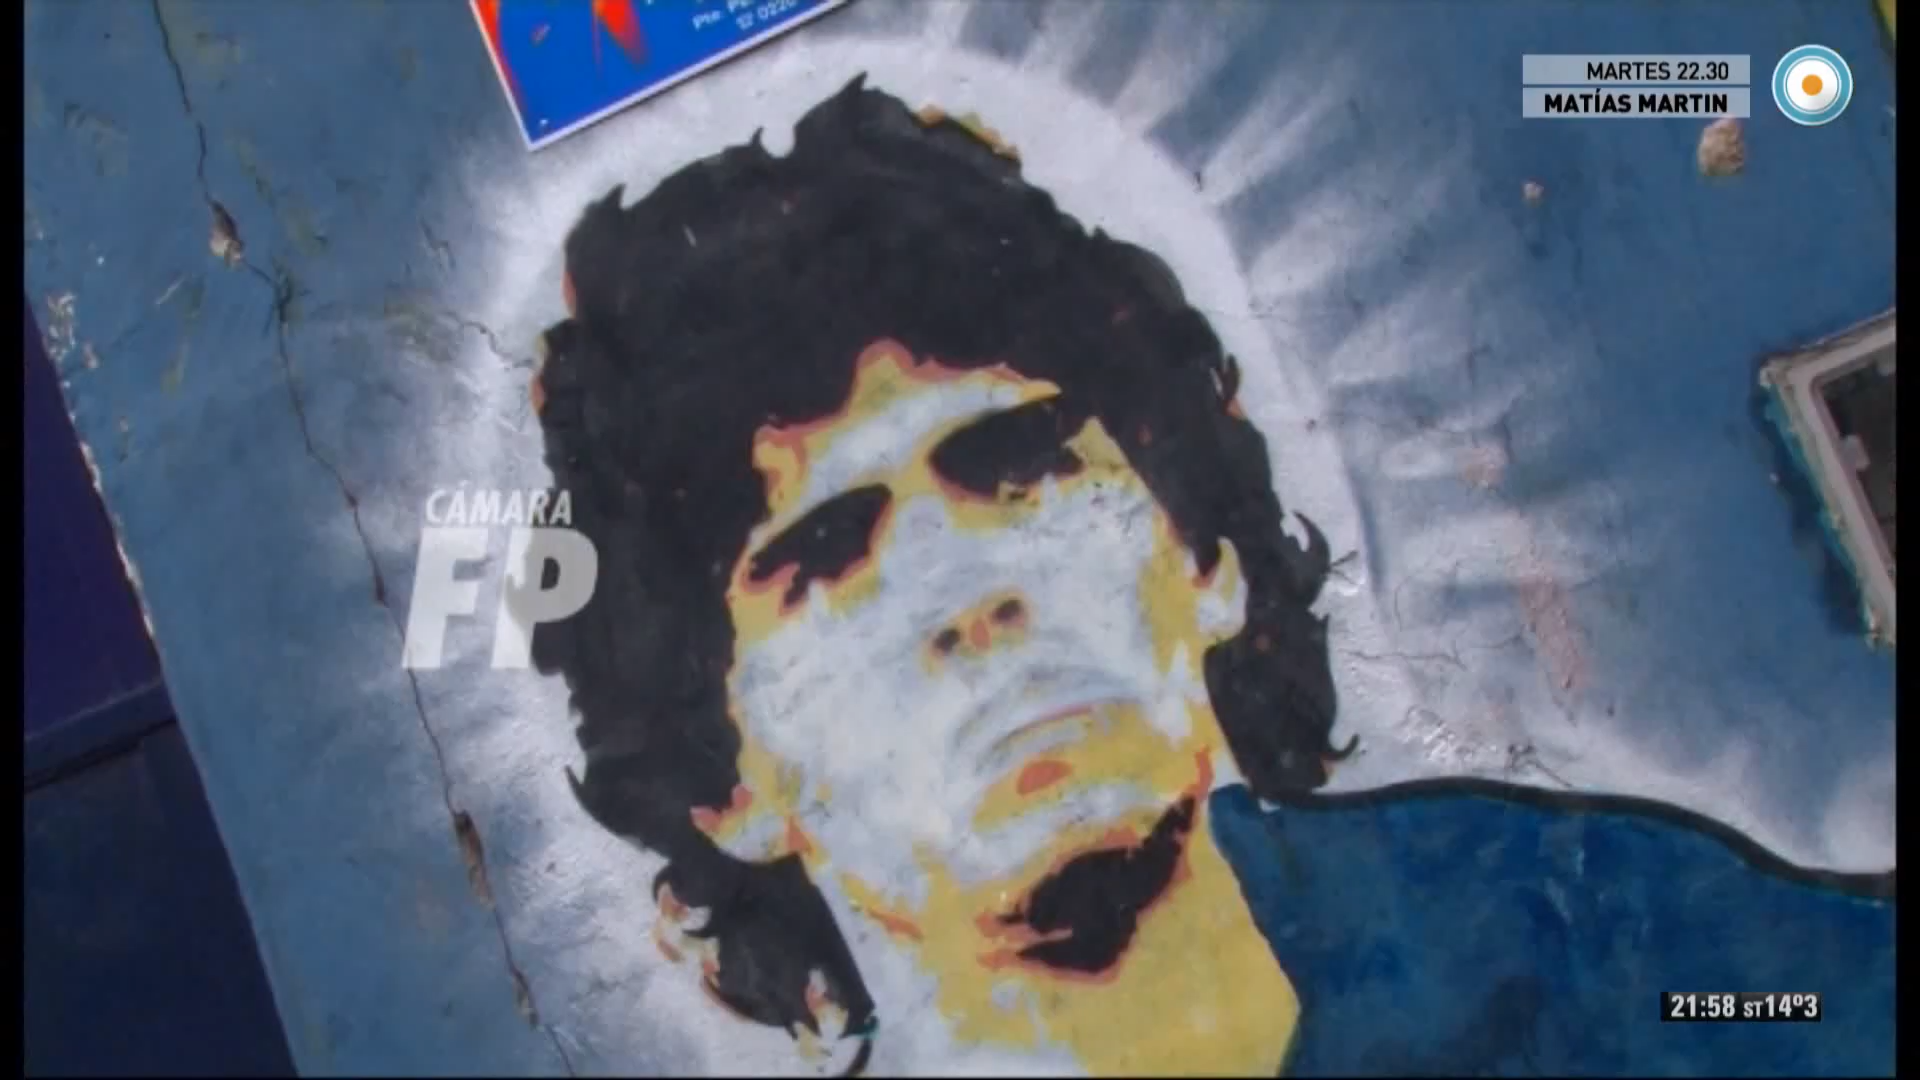 MARTES 22.30
MATÍAS MARTIN
CÁMARA
FP
21:58 ST14º3